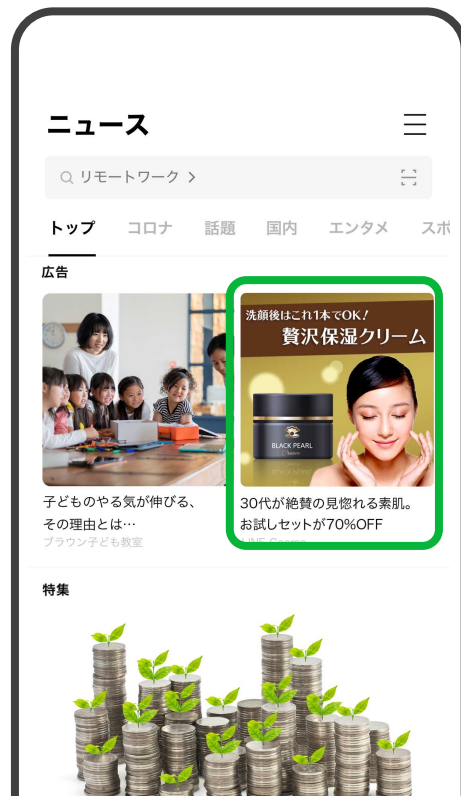 ニュース
リモートワーク
トップ コロナ 話題 国内 エンタメ スポ
広告
洗顔後はこれ1本でOK!
贅沢保湿クリーム
BLACK PEARL
Cream
子どものやる気が伸びる、
その理由とは…
ブラウン子ども教室
30代が絶賛の見惚れる素肌。
お試しセットが70%OFF
LINE Cosme
特集